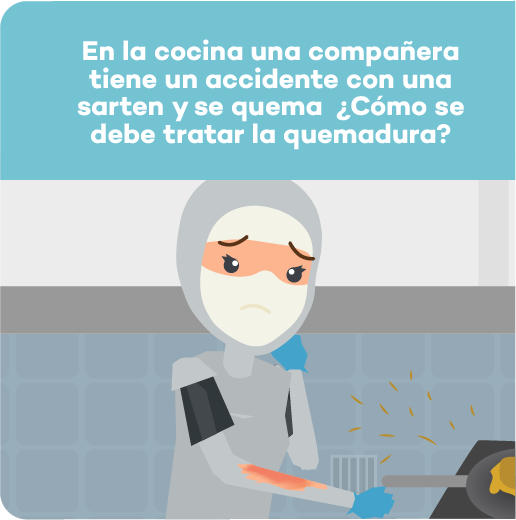 En la cocina una compañera
tiene un accidente con una
sarten y se quema ¿Cómo se
debe tratar la quemadura?